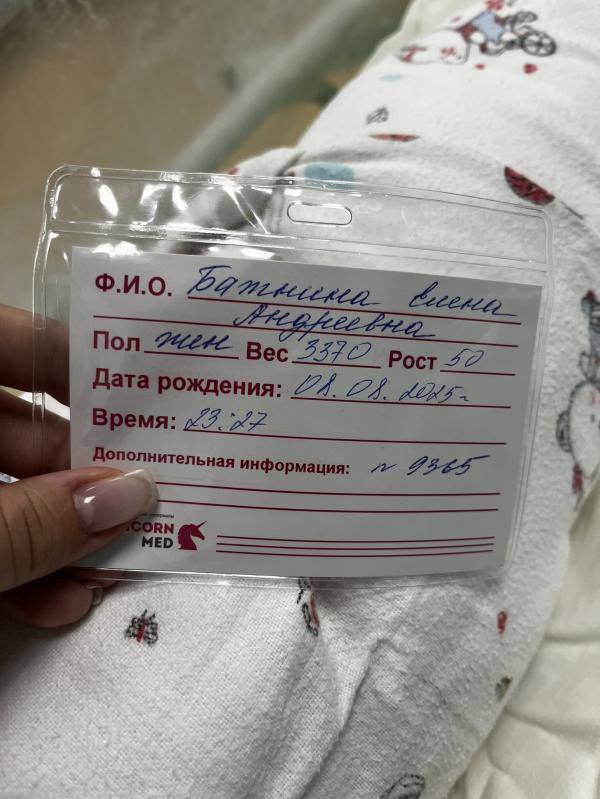 Ф.И.О. Батнина Елена
Андреевна
Пол жен Вес 3370 Рост 50
Дата рождения: 08.08.2025г
Время: 23:27
Дополнительная информация: n 9365
CORN
MED